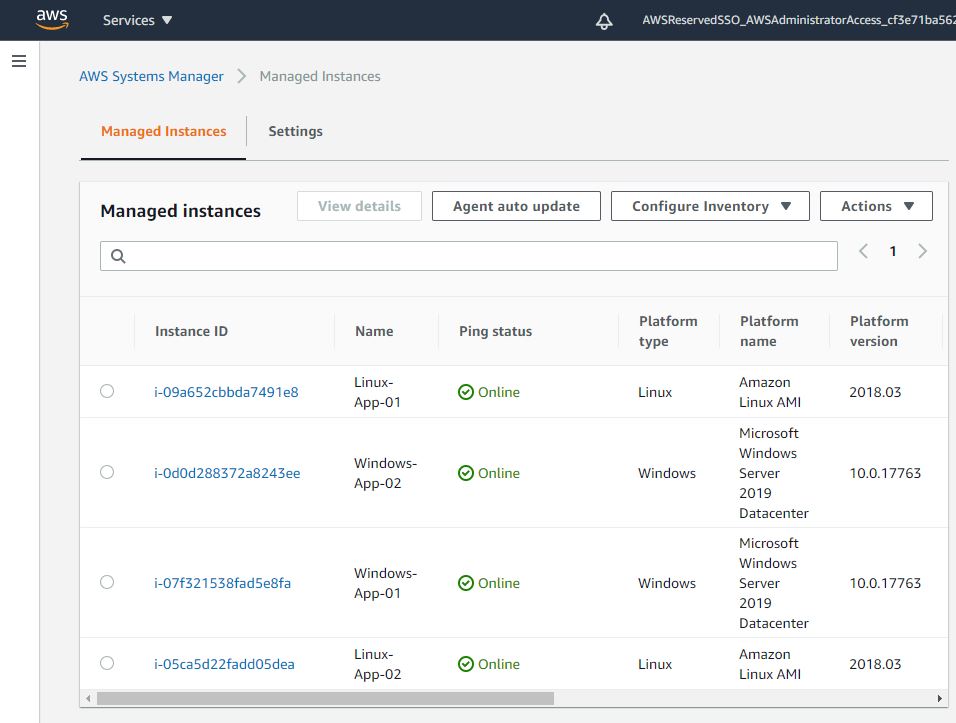 aws
Services
AWSReservedSSO_AWSAdministratorAccess_cf3e71ba562
AWS Systems Manager
Managed Instances
Managed Instances
Settings
Managed instances
View details
Agent auto update
Configure Inventory
Actions
1
Instance ID
Name
Ping status
Platform
type
Platform
name
Platform
version
i-09a652cbbda7491e8
Linux-
App-01
Online
Linux
Amazon
Linux AMI
2018.03
i-0d0d288372a8243ee
Windows-
App-02
Online
Windows
Microsoft
Windows
Server
2019
Datacenter
10.0.17763
i-07f321538fad5e8fa
Windows-
App-01
Online
Windows
Microsoft
Windows
Server
2019
Datacenter
10.0.17763
i-05ca5d22fadd05dea
Linux-
App-02
Online
Linux
Amazon
Linux AMI
2018.03